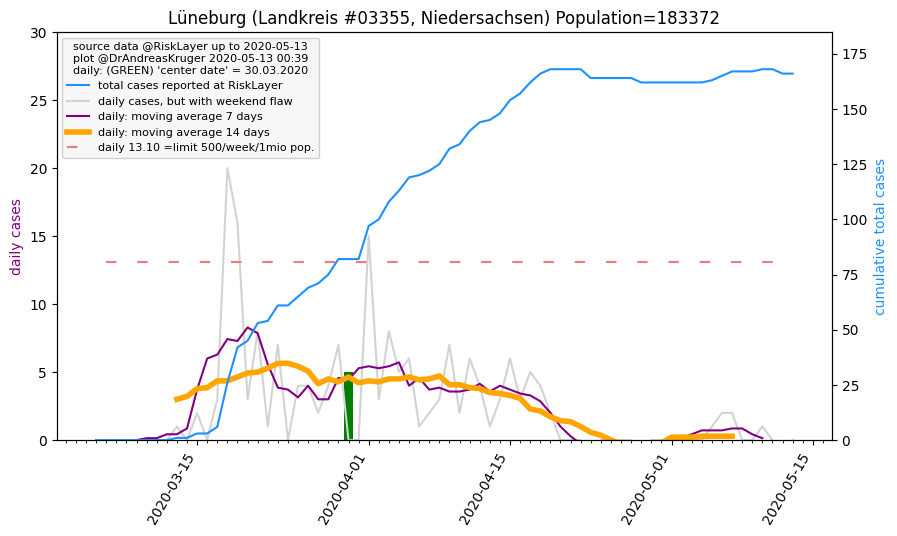 Lüneburg (Landkreis #03355, Niedersachsen) Population=183372
source data @RiskLayer up to 2020-05-13
plot @DrAndreasKruger 2020-05-13 00:39
daily: (GREEN) 'center date' = 30.03.2020
total cases reported at RiskLayer
daily cases, but with weekend flaw
daily: moving average 7 days
daily: moving average 14 days
daily 13.10 =limit 500/week/1mio pop.
daily cases
30
25
20
15
10
5
0
cumulative total cases
175
150
125
100
75
50
25
0
2020-03-15
2020-04-01
2020-04-15
2020-05-01
2020-05-15